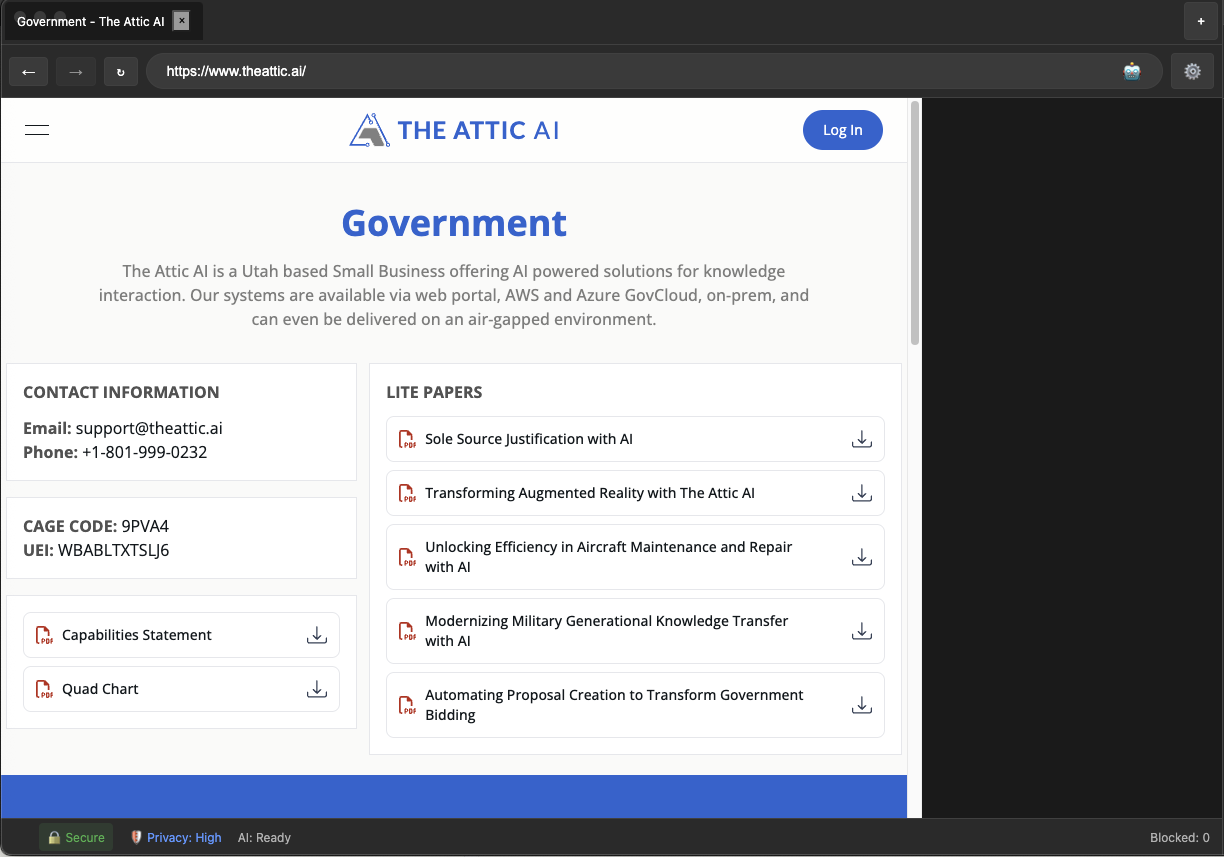 Government - The Attic AI ×
+
← → ↻ https://www.theattic.ai/
THE ATTIC AI
Log In
Government
The Attic AI is a Utah based Small Business offering AI powered solutions for knowledge
interaction. Our systems are available via web portal, AWS and Azure GovCloud, on-prem, and
can even be delivered on an air-gapped environment.
CONTACT INFORMATION
Email: support@theattic.ai
Phone: +1-801-999-0232
CAGE CODE: 9PVA4
UEI: WBABLTXTSLJ6
PDF Capabilities Statement
PDF Quad Chart
LITE PAPERS
PDF Sole Source Justification with AI
PDF Transforming Augmented Reality with The Attic AI
PDF Unlocking Efficiency in Aircraft Maintenance and Repair
with AI
PDF Modernizing Military Generational Knowledge Transfer
with AI
PDF Automating Proposal Creation to Transform Government
Bidding
Secure Privacy: High AI: Ready Blocked: 0